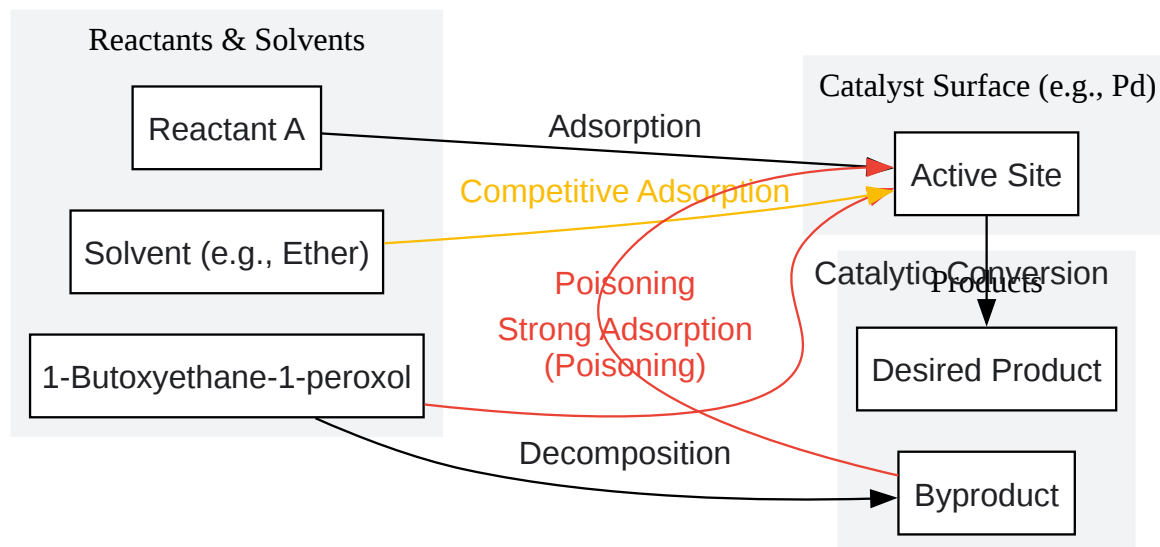 Reactants & Solvents
Catalyst Surface (e.g., Pd)
Reactant A
Adsorption
Active Site
Competitive Adsorption
Solvent (e.g., Ether)
Catalytic Conversion
Products
Poisoning
Strong Adsorption
(Poisoning)
1-Butoxyethane-1-peroxol
Desired Product
Decomposition
Byproduct